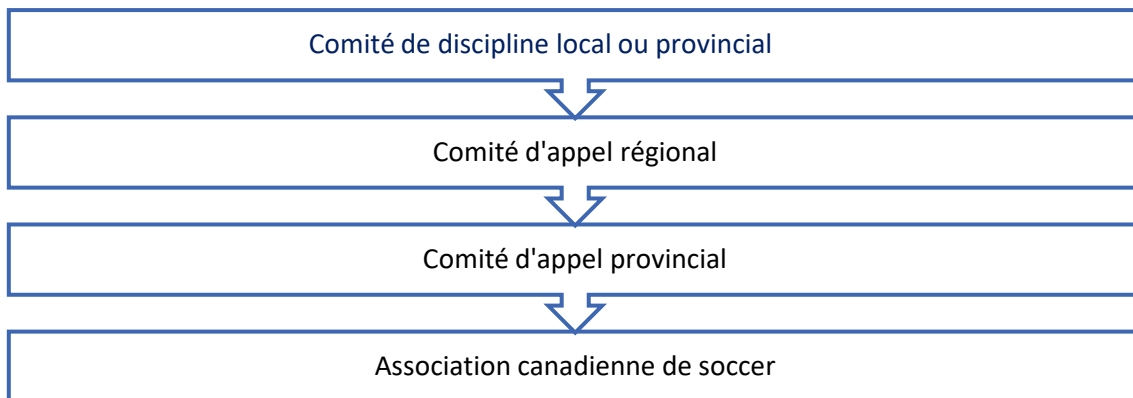 Comité de discipline local ou provincial
Comité d'appel régional
Comité d'appel provincial
Association canadienne de soccer